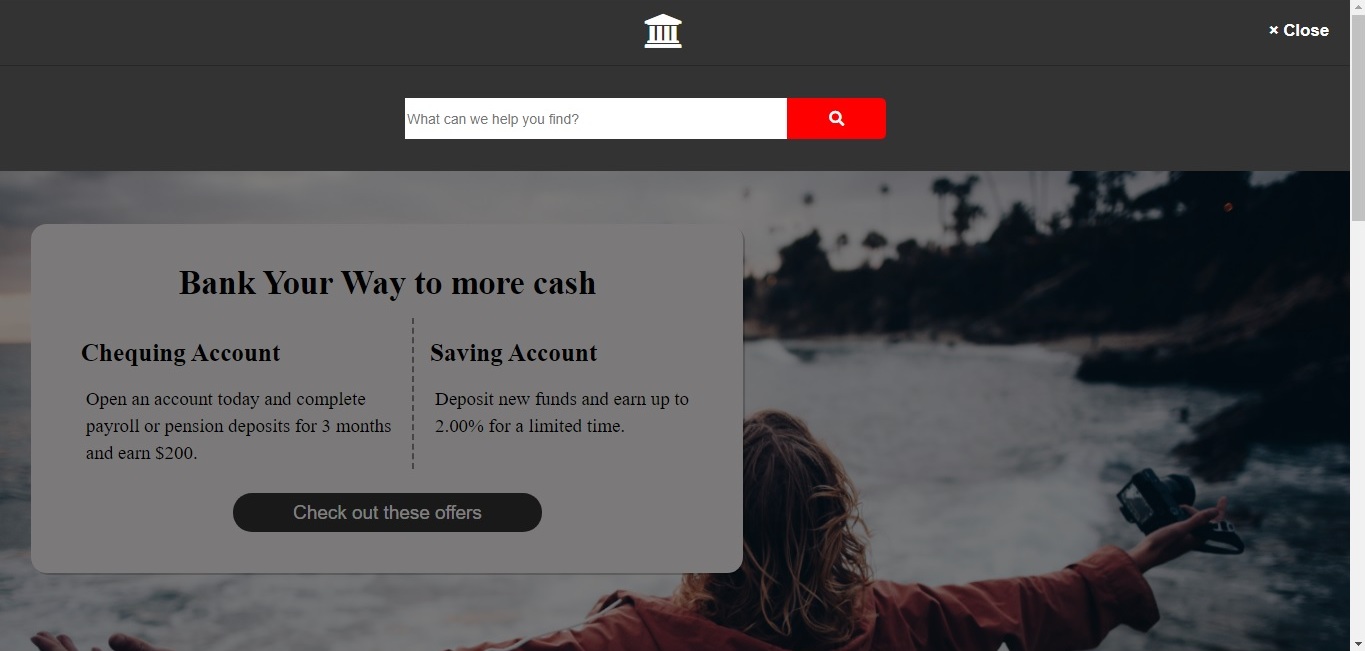 × Close
What can we help you find?
Bank Your Way to more cash
Chequing Account
Open an account today and complete
payroll or pension deposits for 3 months
and earn $200.
Saving Account
Deposit new funds and earn up to
2.00% for a limited time.
Check out these offers